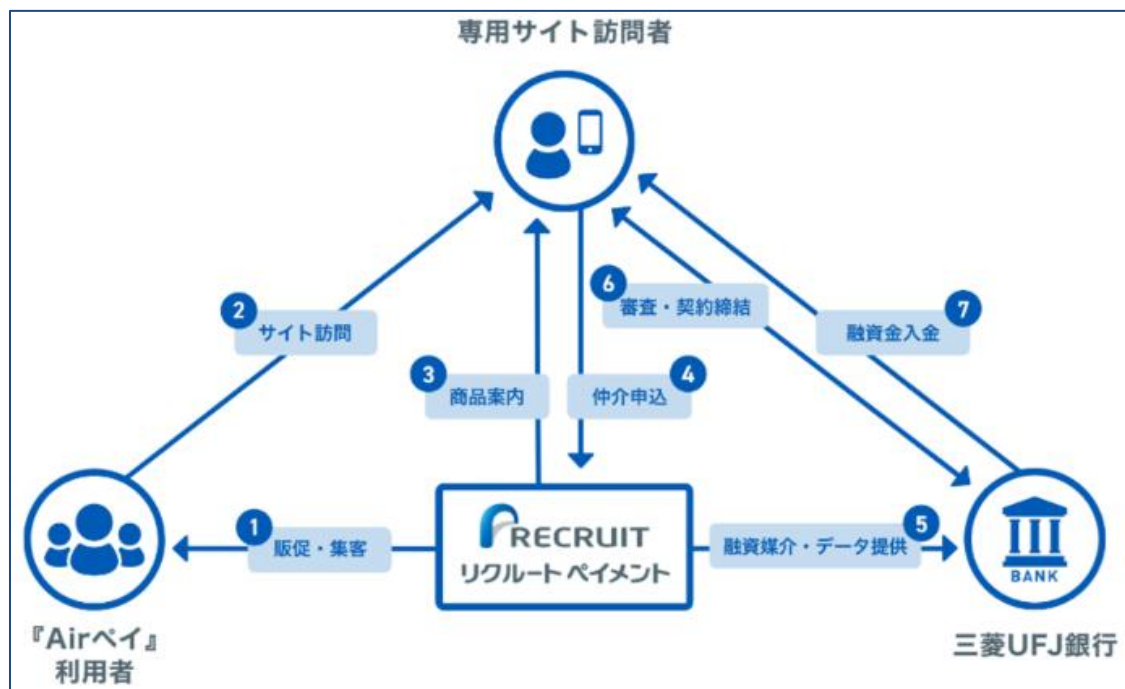 専用サイト訪問者
6
審査・契約締結
7
融資金入金
2
サイト訪問
3
商品案内
4
仲介申込
RECRUIT
リクルート ペイメント
1
販促・集客
5
融資媒介・データ提供
BANK
『Airペイ』
利用者
三菱UFJ銀行